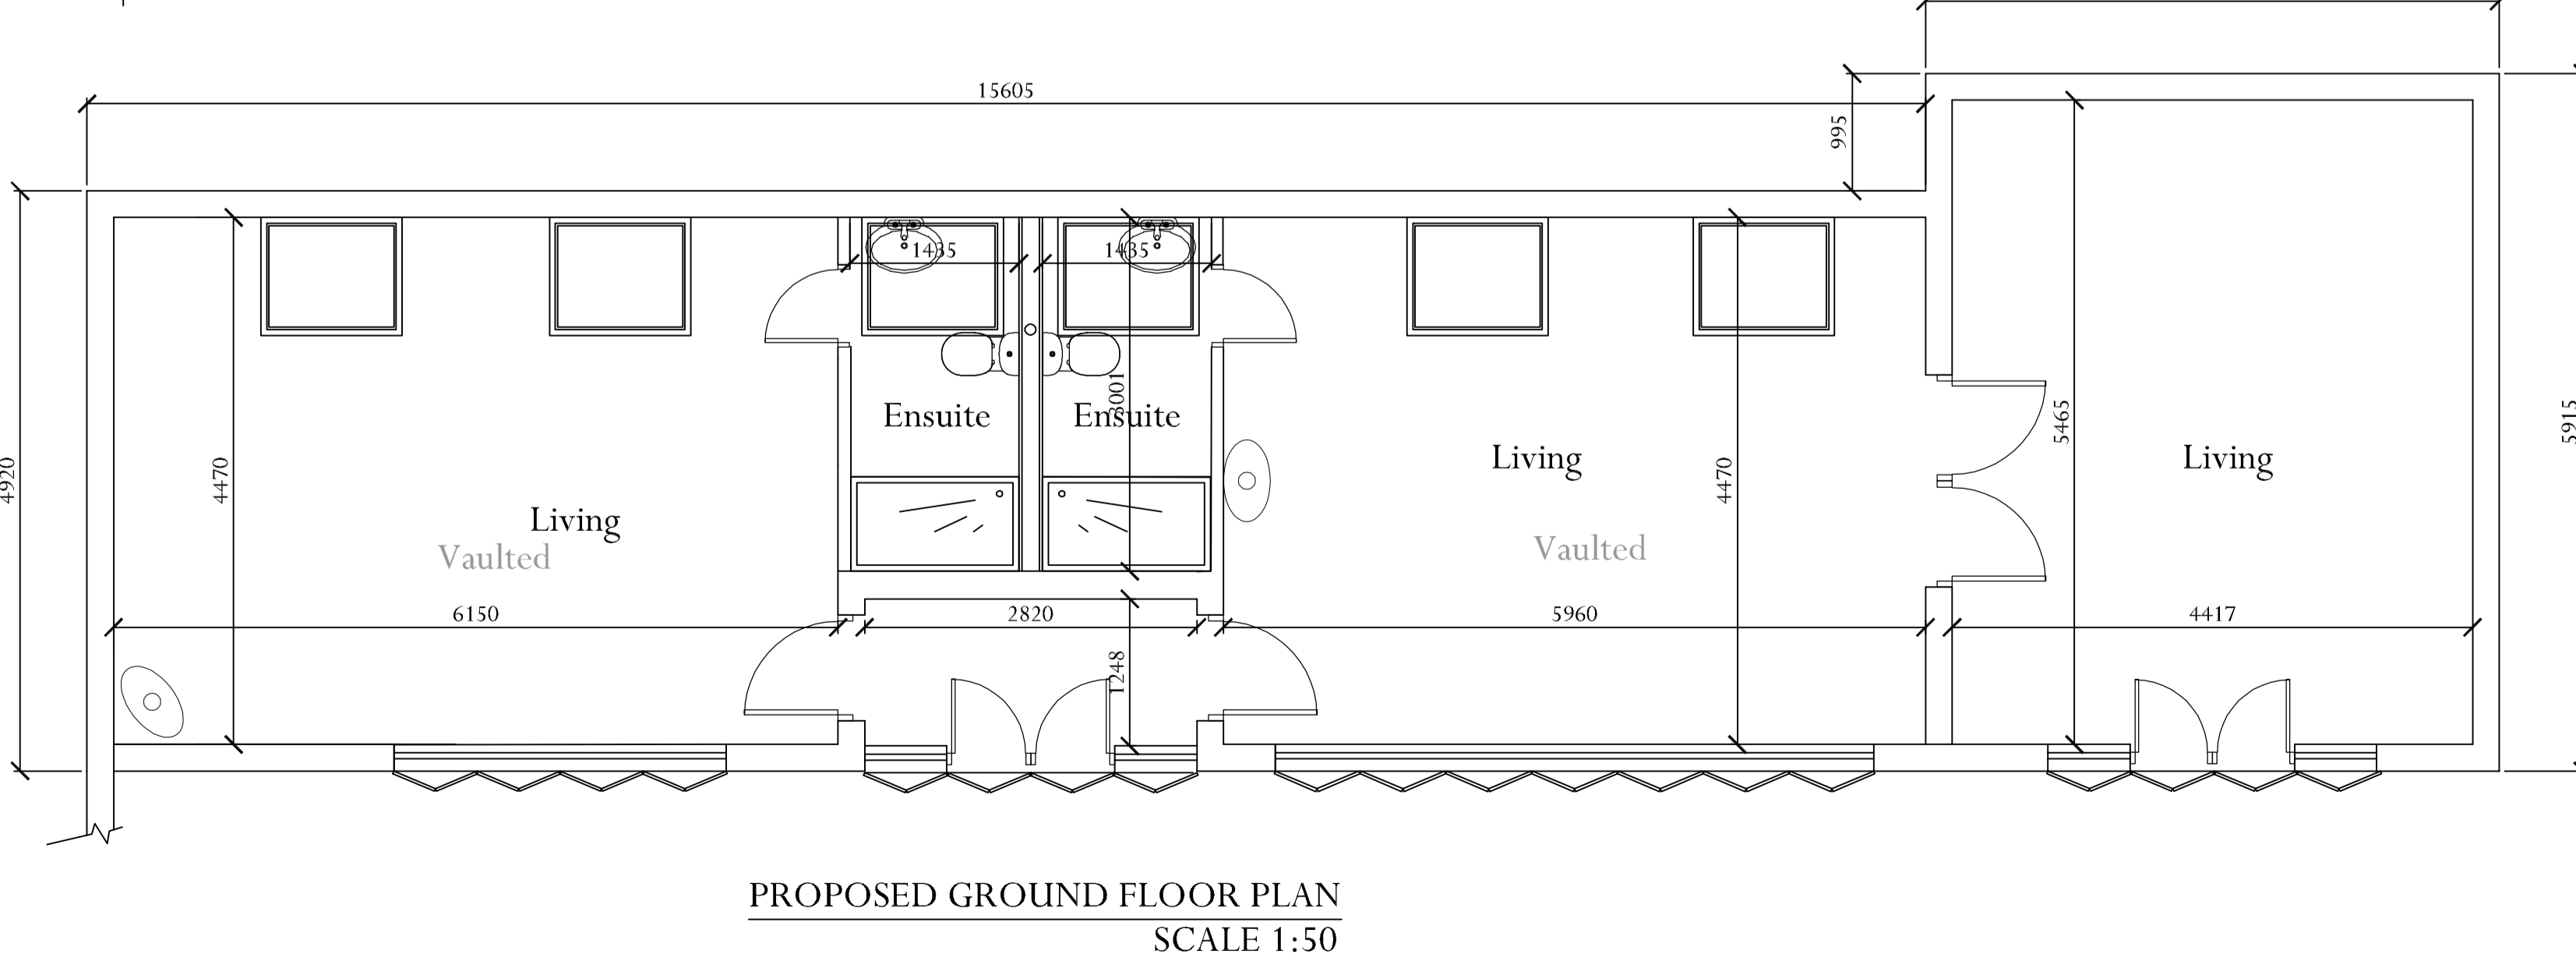 15605
995
1435
1435
4920
4470
3001
4470
5465
5915
Ensuite
Ensuite
Living
Living
Living
Vaulted
Vaulted
6150
2820
5960
4417
1248
PROPOSED GROUND FLOOR PLAN
SCALE 1:50